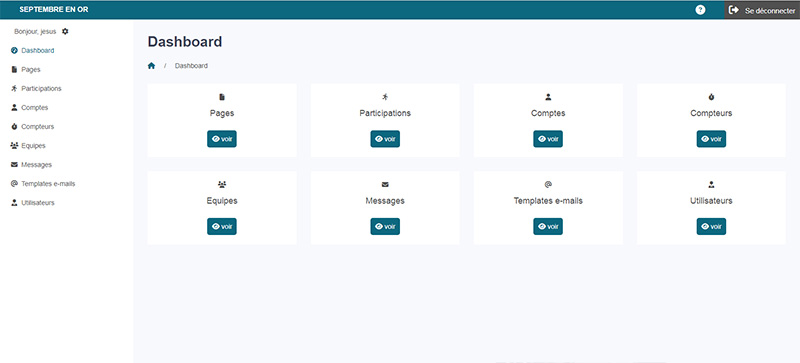 SEPTEMBRE EN OR
? Se déconnecter
Bonjour, jesus
Dashboard
Pages
Participations
Comptes
Compteurs
Equipes
Messages
Templates e-mails
Utilisateurs
Dashboard
/ Dashboard
Pages
voir
Participations
voir
Comptes
voir
Compteurs
voir
Equipes
voir
Messages
voir
Templates e-mails
voir
Utilisateurs
voir